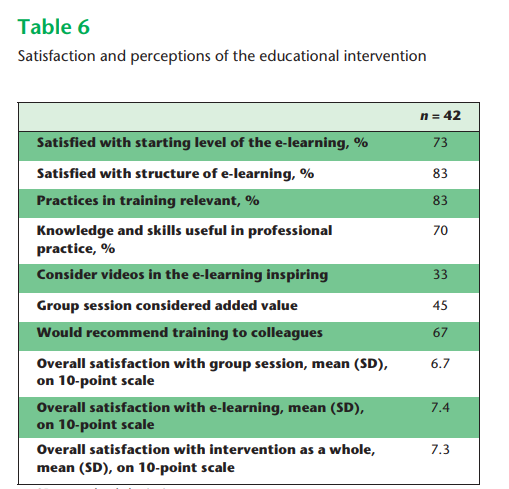 Table 6
Satisfaction and perceptions of the educational intervention
n = 42
Satisfied with starting level of the e-learning, % 73
Satisfied with structure of e-learning, % 83
Practices in training relevant, % 83
Knowledge and skills useful in professional 70
practice, %
Consider videos in the e-learning inspiring 33
Group session considered added value 45
Would recommend training to colleagues 67
Overall satisfaction with group session, mean (SD), 6.7
on 10-point scale
Overall satisfaction with e-learning, mean (SD), 7.4
on 10-point scale
Overall satisfaction with intervention as a whole, 7.3
mean (SD), on 10-point scale